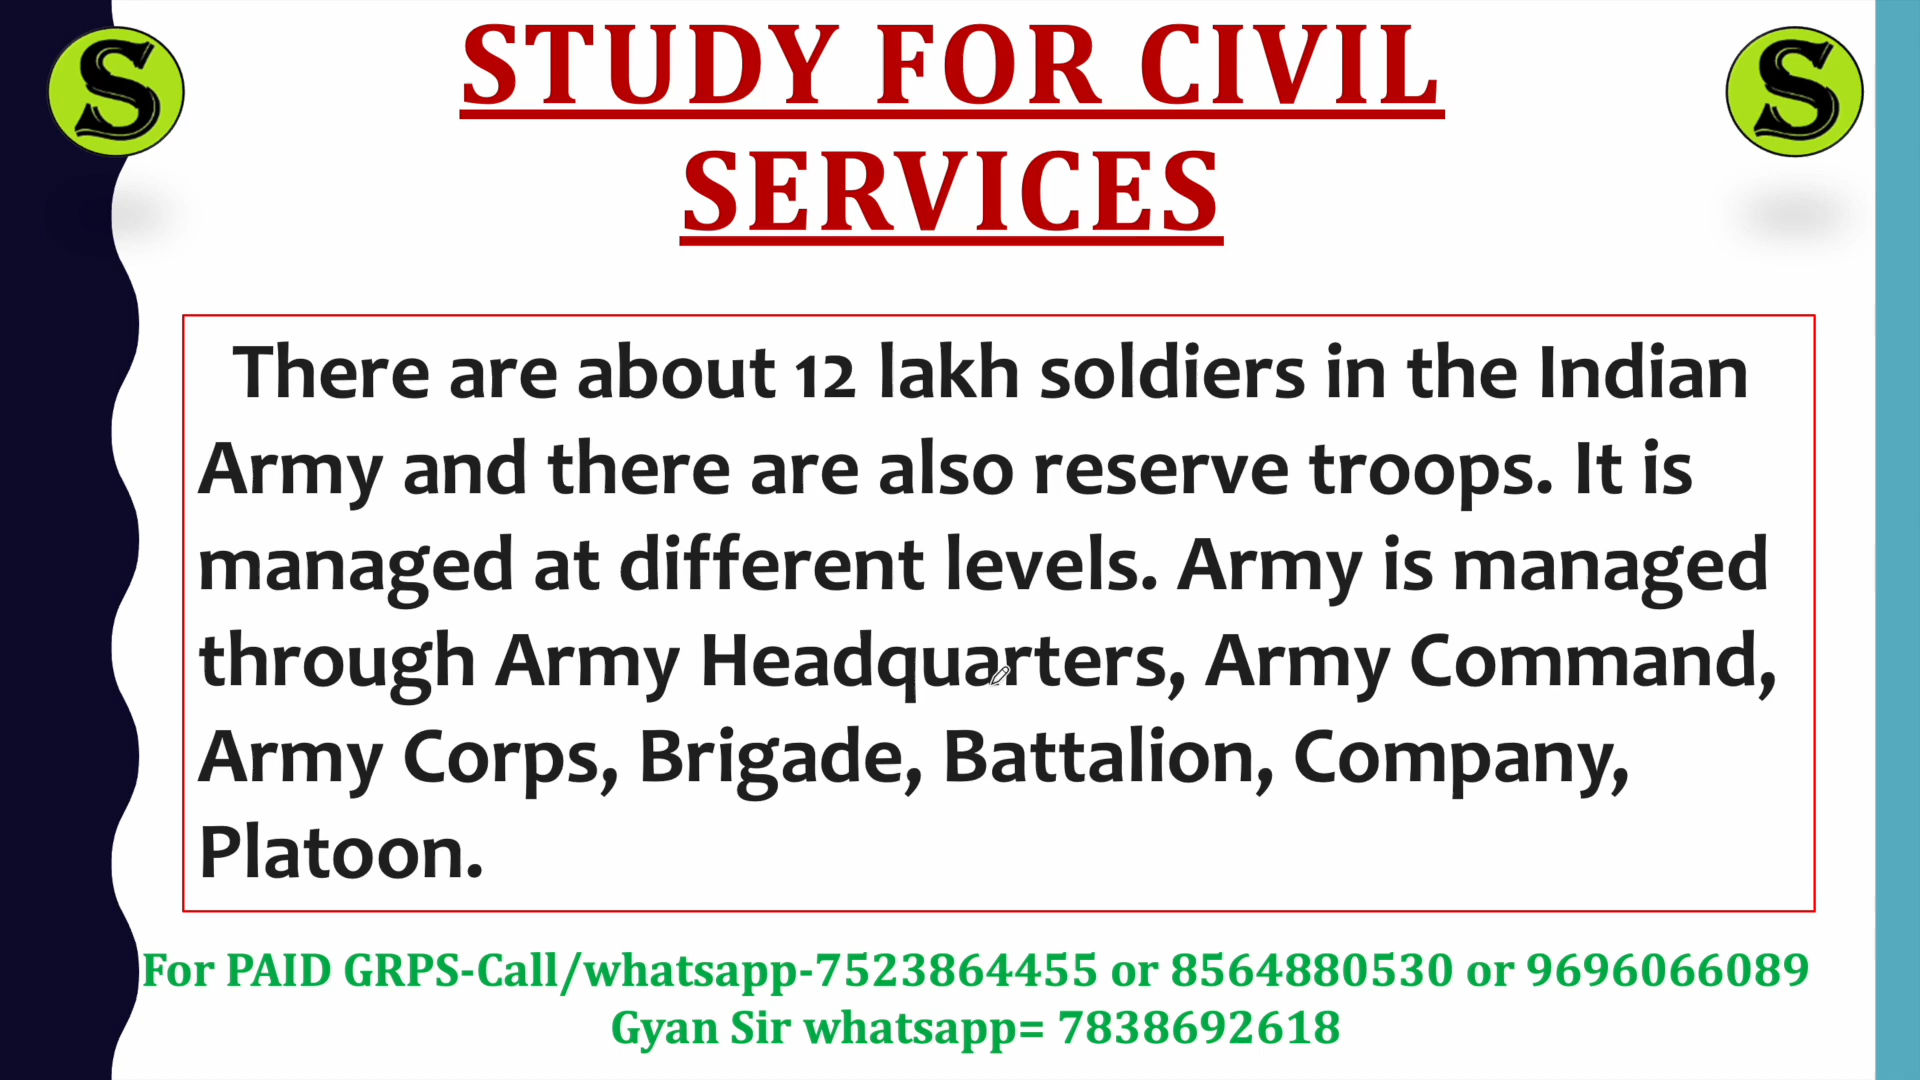 S
S
STUDY FOR CIVIL
SERVICES
There are about 12 lakh soldiers in the Indian
Army and there are also reserve troops. It is
managed at different levels. Army is managed
through Army Headquarters, Army Command,
Army Corps, Brigade, Battalion, Company,
Platoon.
For PAID GRPS-Call/whatsapp-7523864455 or 8564880530 or 9696066089
Gyan Sir whatsapp= 7838692618